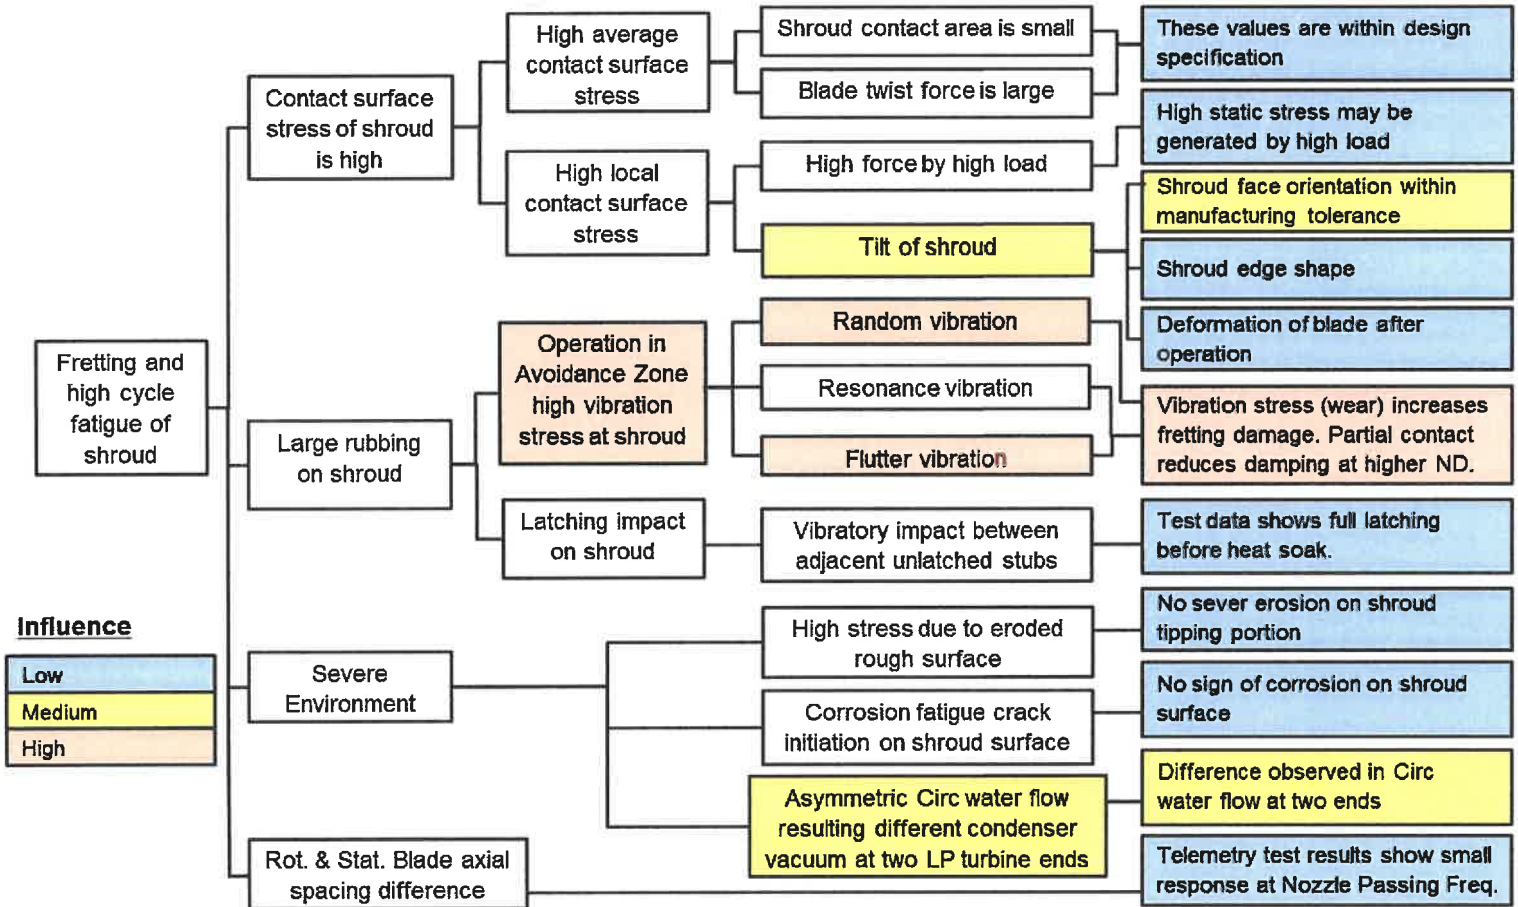 Fretting and
high cycle
fatigue of
shroud
Contact surface
stress of shroud
is high
Large rubbing
on shroud
Severe
Environment
Rot. & Stat. Blade axial
spacing difference
High average
contact surface
stress
High local
contact surface
stress
Operation in
Avoidance Zone
high vibration
stress at shroud
Latching impact
on shroud
Shroud contact area is small
Blade twist force is large
High force by high load
Tilt of shroud
Random vibration
Resonance vibration
Flutter vibration
Vibratory impact between
adjacent unlatched stubs
High stress due to eroded
rough surface
Corrosion fatigue crack
initiation on shroud surface
Asymmetric Circ water flow
resulting different condenser
vacuum at two LP turbine ends
These values are within design
specification
High static stress may be
generated by high load
Shroud face orientation within
manufacturing tolerance
Shroud edge shape
Deformation of blade after
operation
Vibration stress (wear) increases
fretting damage. Partial contact
reduces damping at higher ND.
Test data shows full latching
before heat soak.
No sever erosion on shroud
tipping portion
No sign of corrosion on shroud
surface
Difference observed in Circ
water flow at two ends
Telemetry test results show small
response at Nozzle Passing Freq.
Influence
Low
Medium
High